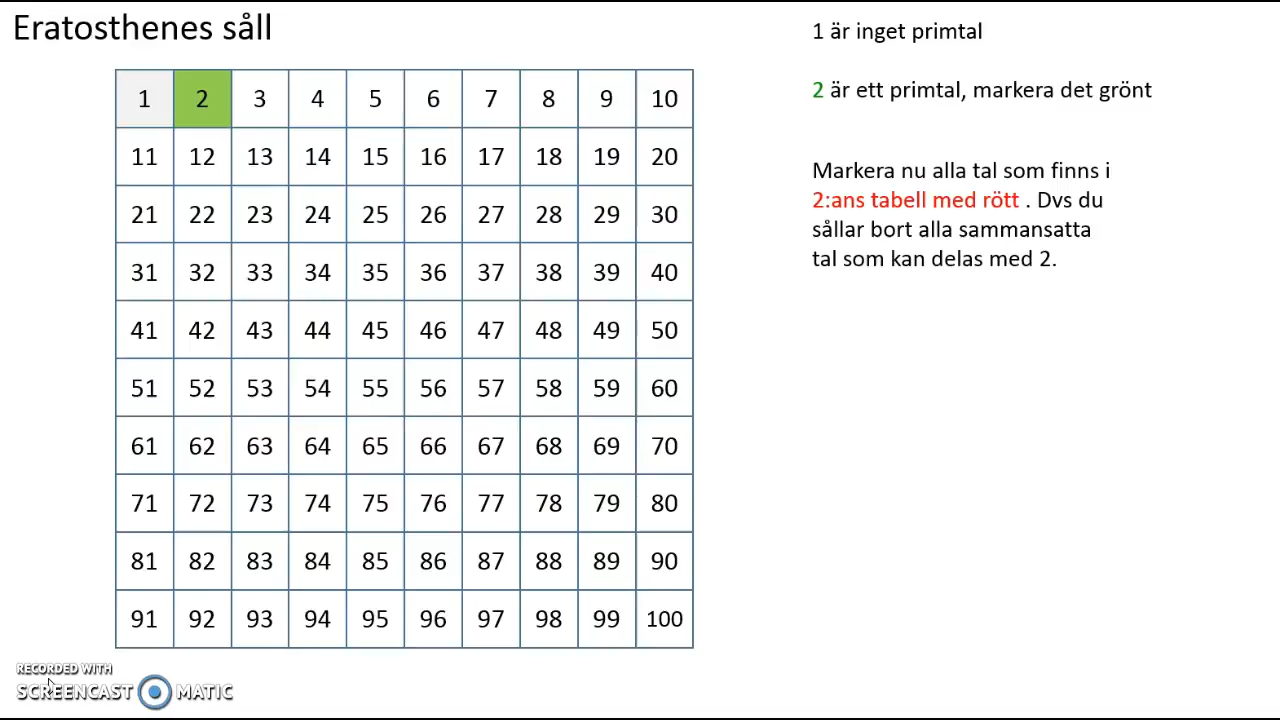 Eratosthenes såll
1 är inget primtal
2 är ett primtal, markera det grönt
Markera nu alla tal som finns i
2:ans tabell med rött . Dvs du
sållar bort alla sammansatta
tal som kan delas med 2.
1 2 3 4 5 6 7 8 9 10
11 12 13 14 15 16 17 18 19 20
21 22 23 24 25 26 27 28 29 30
31 32 33 34 35 36 37 38 39 40
41 42 43 44 45 46 47 48 49 50
51 52 53 54 55 56 57 58 59 60
61 62 63 64 65 66 67 68 69 70
71 72 73 74 75 76 77 78 79 80
81 82 83 84 85 86 87 88 89 90
91 92 93 94 95 96 97 98 99 100
RECORDED WITH
SCREENCAST MATIC